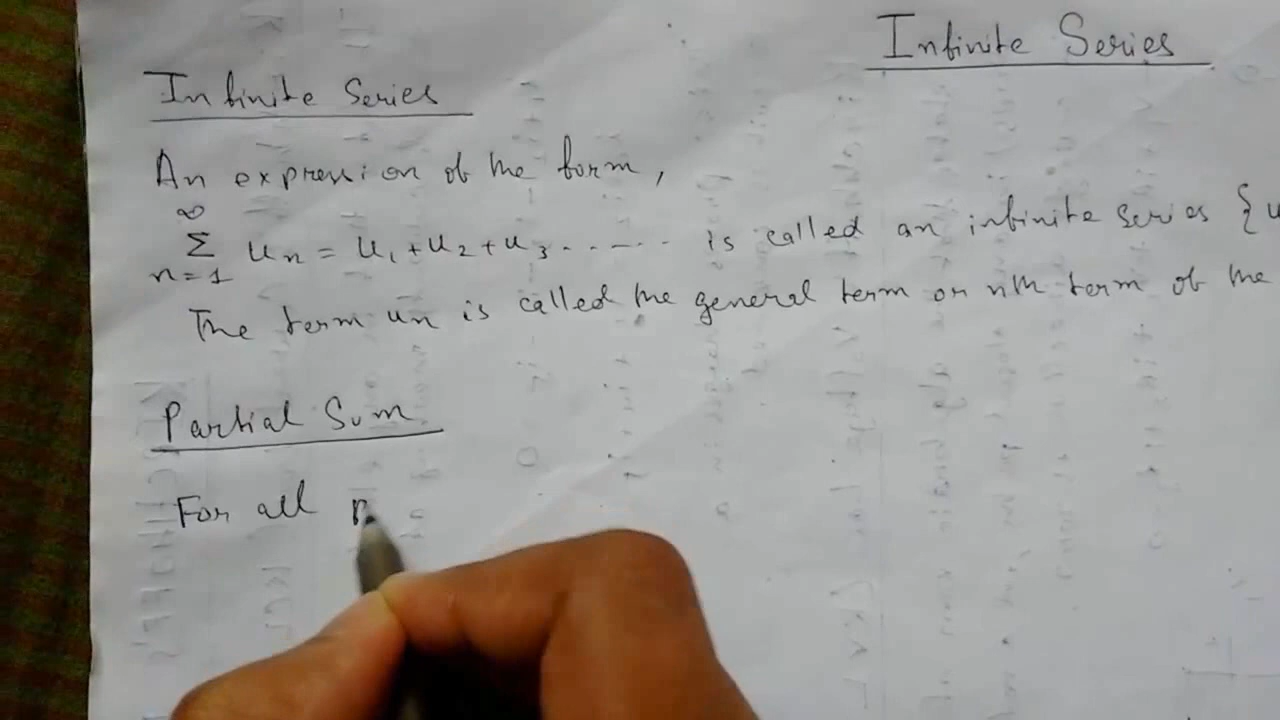 Infinite Series
Infinite Series
An expression of the form,
∞
Σ un = u1 + u2 + u3 ...... is called an infinite series {u
n=1
The term un is called the general term or nth term of the
Partial Sum
For all n